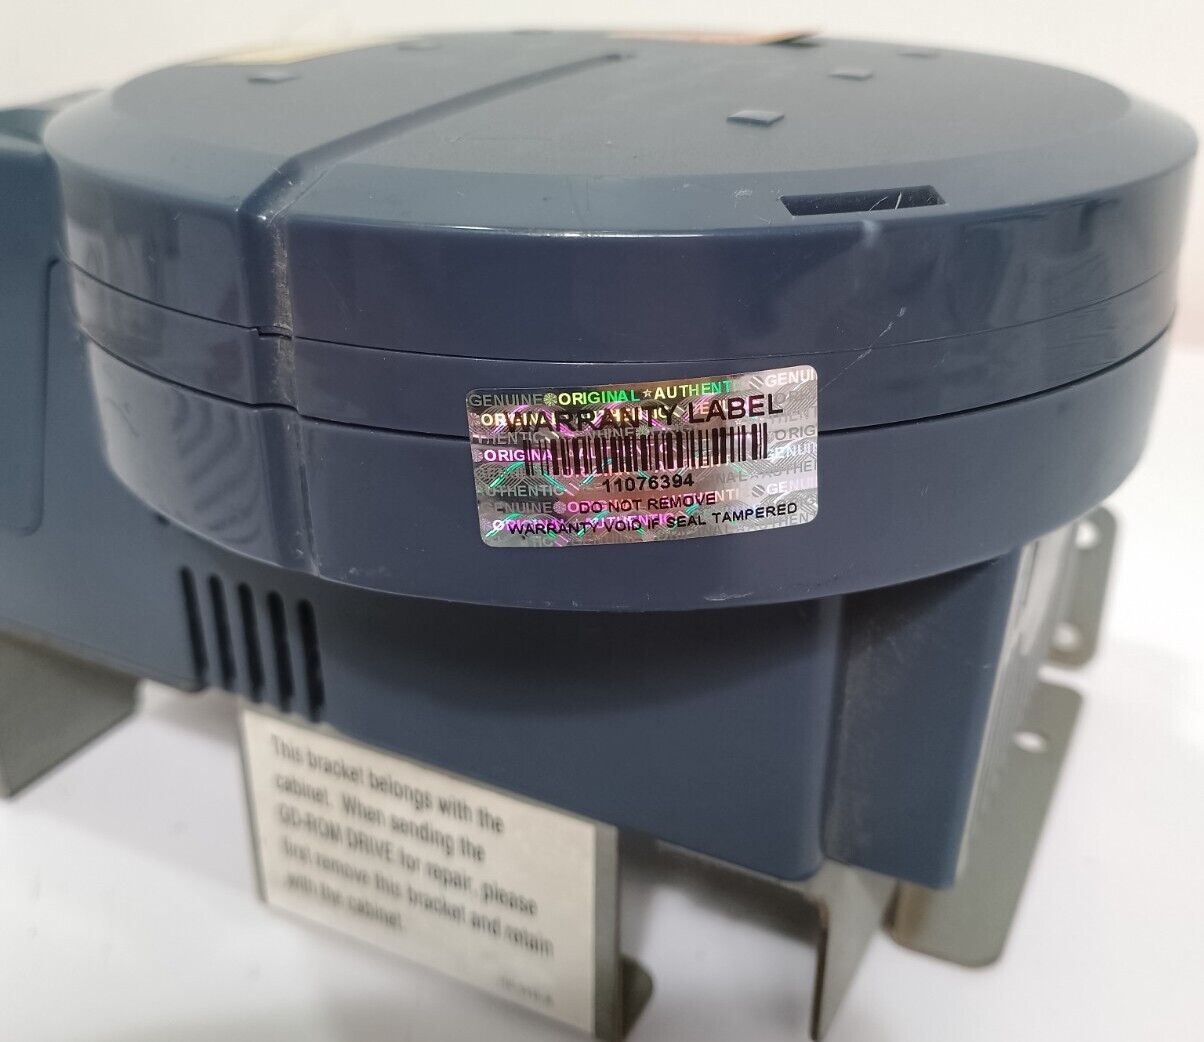 GENUINE ORIGINAL AUTHENT GENUI
WARRANTY LABEL
11076394
DO NOT REMOVE
WARRANTY VOID IF SEAL TAMPERED
This bracket belongs with the
cabinet. When sending the
GD-ROM DRIVE for repair, please
first remove this bracket and retain
with the cabinet.